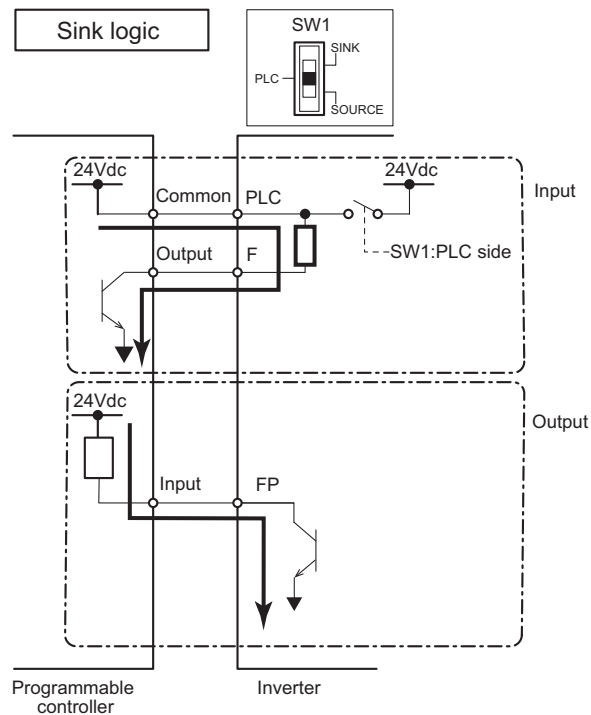 Sink logic
SW1
SINK
PLC
SOURCE
24Vdc
24Vdc
Common
PLC
Input
Output
F
SW1:PLC side
24Vdc
Output
Input
FP
Programmable
controller
Inverter